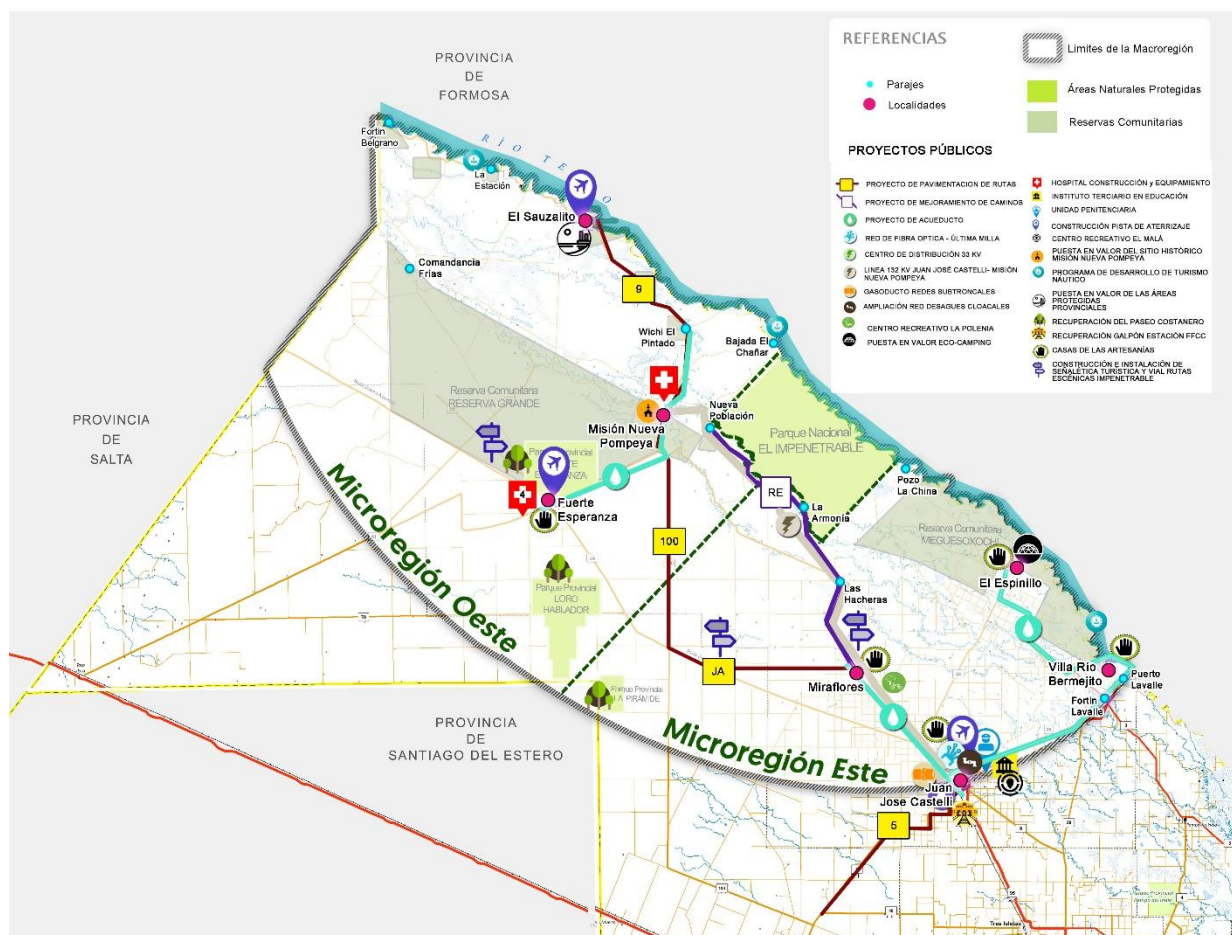 REFERENCIAS
Parajes
Localidades
Limites de la Macroregión
Áreas Naturales Protegidas
Reservas Comunitarias
PROYECTOS PÚBLICOS
PROYECTO DE PAVIMENTACION DE RUTAS
PROYECTO DE MEJORAMIENTO DE CAMINOS
PROYECTO DE ACUEDUCTO
RED DE FIBRA OPTICA - ÚLTIMA MILLA
CENTRO DE DISTRIBUCIÓN 33 KV
LINEA 132 KV JUAN JOSÉ CASTELLI- MISIÓN
NUEVA POMPEYA
GASODUCTO REDES SUBTRONCALES
AMPLIACIÓN RED DESAGUES CLOACALES
CENTRO RECREATIVO LA POLENIA
PUESTA EN VALOR ECO-CAMPING
HOSPITAL CONSTRUCCIÓN y EQUIPAMIENTO
INSTITUTO TERCIARIO EN EDUCACIÓN
UNIDAD PENITENCIARIA
CONSTRUCCIÓN PISTA DE ATERRIZAJE
CENTRO RECREATIVO EL MALÁ
PUESTA EN VALOR DEL SITIO HISTÓRICO
MISIÓN NUEVA POMPEYA
PROGRAMA DE DESARROLLO DE TURISMO
NÁUTICO
PUESTA EN VALOR DE LAS ÁREAS
PROTEGIDAS
PROVINCIALES
RECUPERACIÓN DEL PASEO COSTANERO
RECUPERACIÓN GALPÓN ESTACIÓN FFCC
CASAS DE LAS ARTESANÍAS
CONSTRUCCIÓN E INSTALACIÓN DE
SEÑALÉTICA TURÍSTICA Y VIAL RUTAS
ESCÉNICAS IMPENETRABLE
PROVINCIA
DE
FORMOSA
Fortin
Belgrano
RÍO
La
Estación
El Sauzalito
Comandancia
Frias
9
Wichi El
Pintado
Bajada El
Chañar
PROVINCIA
DE
SALTA
Reserva Comunitaria
RESERVA GRANDE
Misión Nueva
Pompeya
Nueva
Población
Parque Nacional
EL IMPENETRABLE
Pozo
La China
4
Fuerte
Esperanza
RE
La
Armonia
100
Reserva Comunitaria
MEGUESOXOCHI
El Espinillo
Parque Provincial
LORO
HABLADOR
Las
Hacheras
Microregión Oeste
JA
Miraflores
Villa Rio
Bermejito
Puerto
Lavalle
Fortin
Lavalle
Parque Provincial
LA PIRÁMIDE
PROVINCIA
DE
SANTIAGO DEL ESTERO
Microregión Este
Juan
Jose Castelli
5
Tres Isletas